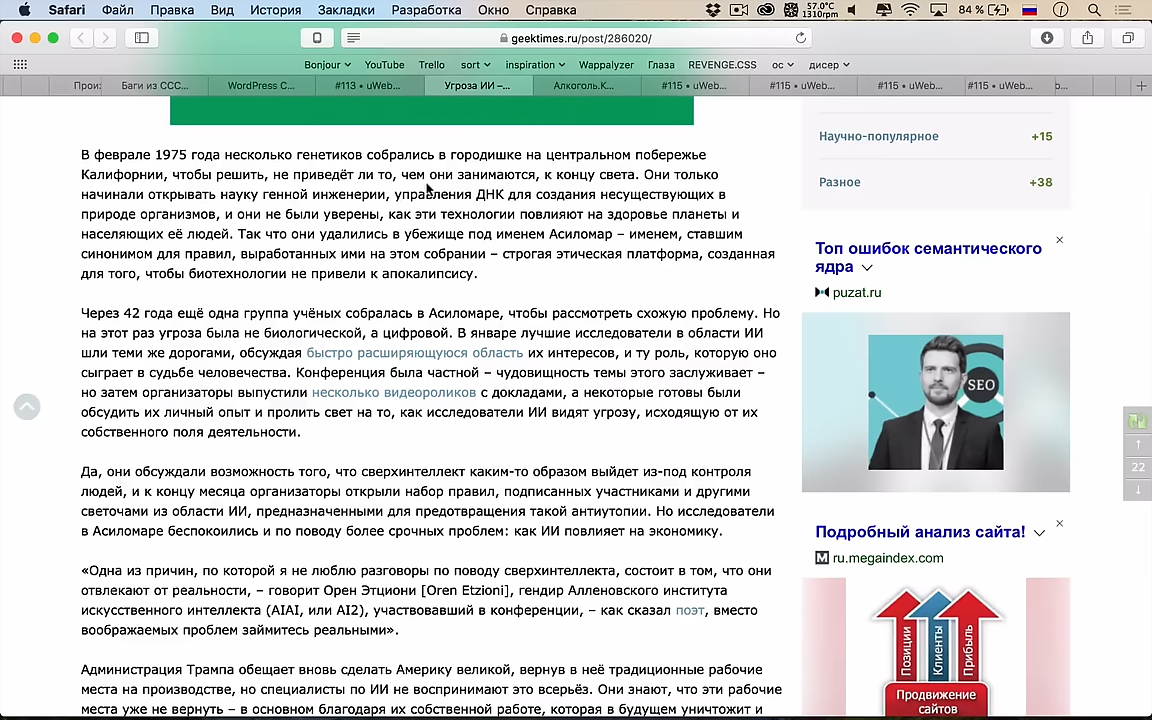 Safari Файл Правка Вид История Закладки Разработка Окно Справка
57.0°C
1310rpm
84 %
geektimes.ru/post/286020/
Bonjour YouTube Trello sort inspiration Wappalyzer Глаза REVENGE.CSS ос дисер
Прои: Баги из ССС... WordPress С... #113 • uWeb... Угроза ИИ –... Алкоголь.К... #115 • uWeb... #115 • uWeb... #115 • uWeb... #115 • uWeb...
В феврале 1975 года несколько генетиков собрались в городишке на центральном побережье
Калифорнии, чтобы решить, не приведёт ли то, чем они занимаются, к концу света. Они только
начинали открывать науку генной инженерии, управления ДНК для создания несуществующих в
природе организмов, и они не были уверены, как эти технологии повлияют на здоровье планеты и
населяющих её людей. Так что они удалились в убежище под именем Асиломар – именем, ставшим
синонимом для правил, выработанных ими на этом собрании – строгая этическая платформа, созданная
для того, чтобы биотехнологии не привели к апокалипсису.
Через 42 года ещё одна группа учёных собралась в Асиломаре, чтобы рассмотреть схожую проблему. Но
на этот раз угроза была не биологической, а цифровой. В январе лучшие исследователи в области ИИ
шли теми же дорогами, обсуждая быстро расширяющуюся область их интересов, и ту роль, которую оно
сыграет в судьбе человечества. Конференция была частной – чудовищность темы этого заслуживает –
но затем организаторы выпустили несколько видеороликов с докладами, а некоторые готовы были
обсудить их личный опыт и пролить свет на то, как исследователи ИИ видят угрозу, исходящую от их
собственного поля деятельности.
Да, они обсуждали возможность того, что сверхинтеллект каким-то образом выйдет из-под контроля
людей, и к концу месяца организаторы открыли набор правил, подписанных участниками и другими
светочами из области ИИ, предназначенными для предотвращения такой антиутопии. Но исследователи
в Асиломаре беспокоились и по поводу более срочных проблем: как ИИ повлияет на экономику.
«Одна из причин, по которой я не люблю разговоры по поводу сверхинтеллекта, состоит в том, что они
отвлекают от реальности, – говорит Орен Этциони [Oren Etzioni], гендир Алленовского института
искусственного интеллекта (AIAI, или AI2), участвовавший в конференции, – как сказал поэт, вместо
воображаемых проблем займитесь реальными».
Администрация Трампа обещает вновь сделать Америку великой, вернув в неё традиционные рабочие
места на производстве, но специалисты по ИИ не воспринимают это всерьёз. Они знают, что эти рабочие
места уже не вернуть – в основном благодаря их собственной работе, которая в будущем уничтожит и
Научно-популярное +15
Разное +38
Топ ошибок семантического
ядра
puzat.ru
SEO
Подробный анализ сайта!
ru.megaindex.com
Позиции
Клиенты
Прибыль
Продвижение
сайтов
22